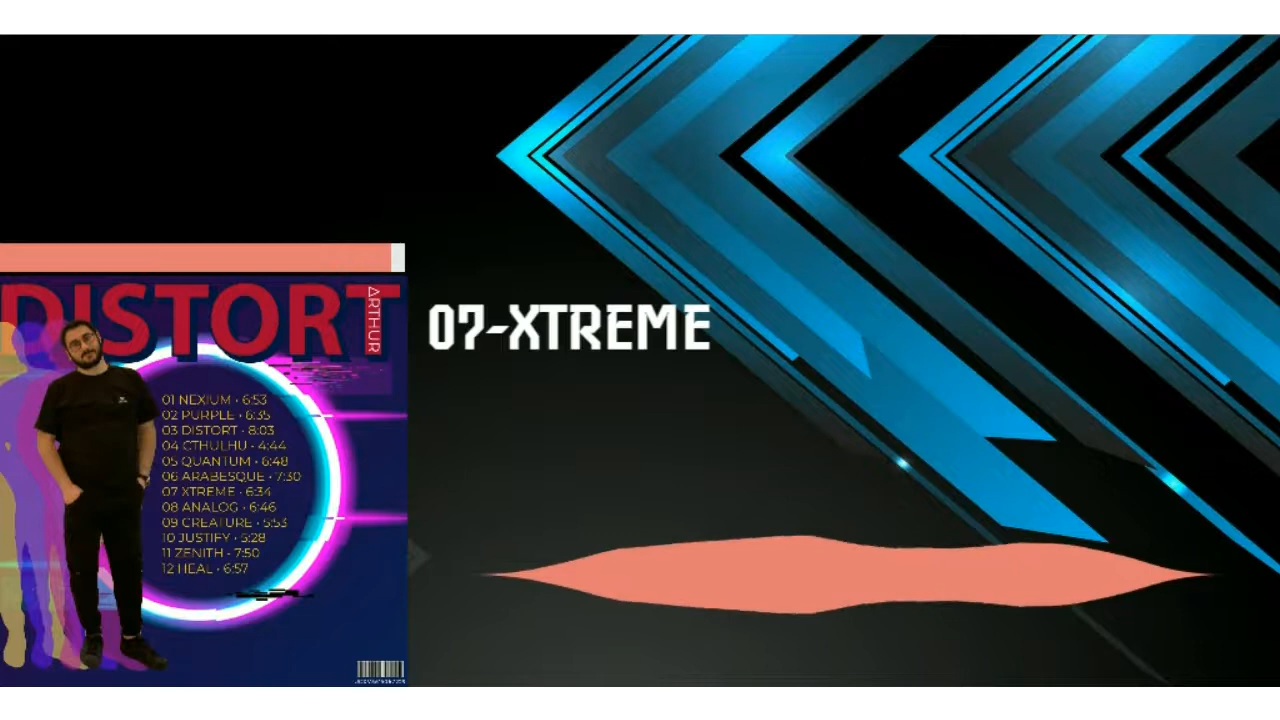 DISTORT
ARTHUR
07-XTREME
01 NEXIUM • 6:53
02 PURPLE • 6:35
03 DISTORT • 8:03
04 CTHULHU • 4:44
05 QUANTUM • 6:48
06 ARABESQUE • 7:30
07 XTREME • 6:34
08 ANALOG • 6:46
09 CREATURE • 5:53
10 JUSTIFY • 5:28
11 ZENITH • 7:50
12 HEAL • 6:57